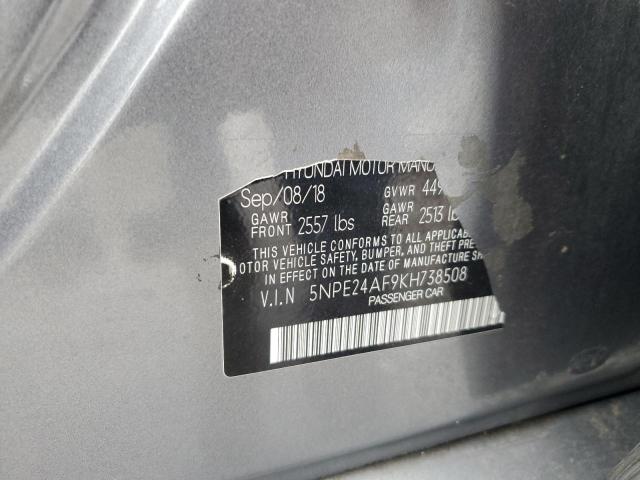 HYUNDAI MOTOR MANU
Sep/08/18 GVWR 449
GAWR FRONT 2557 lbs GAWR REAR 2513 lb
THIS VEHICLE CONFORMS TO ALL APPLICAB
OTOR VEHICLE SAFETY, BUMPER, AND THEFT PRE
IN EFFECT ON THE DATE OF MANUFACTURE SH
V.I.N 5NPE24AF9KH738508
PASSENGER CAR